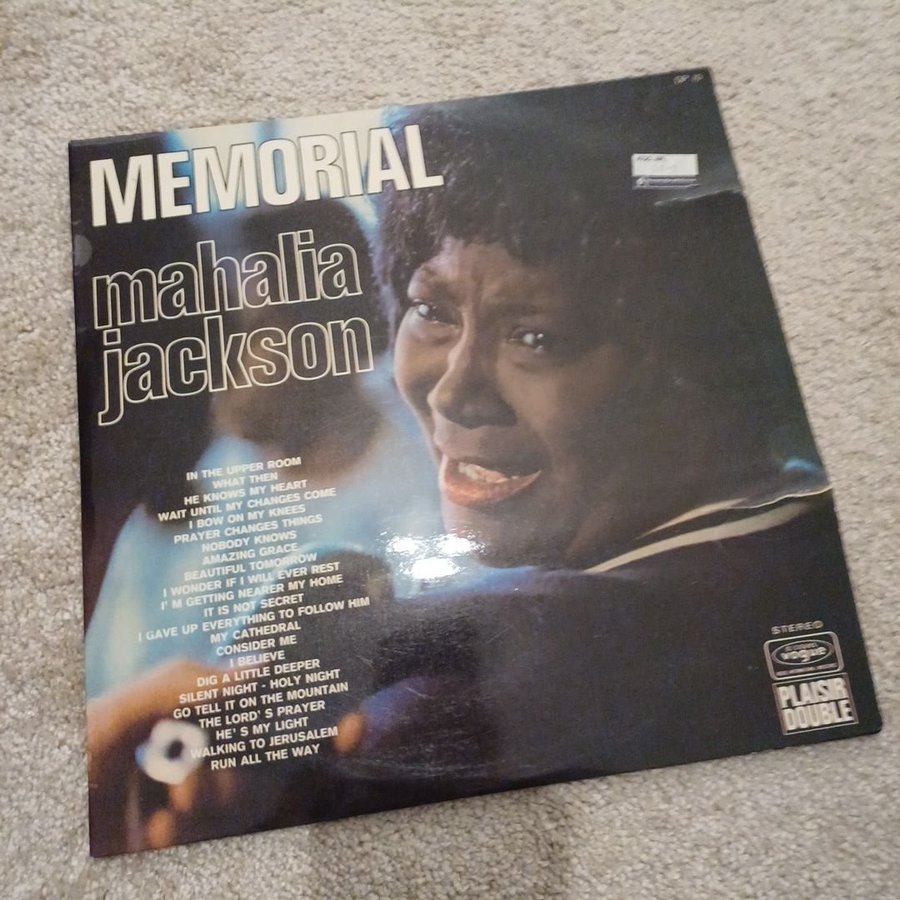 MEMORIAL
mahalia
jackson
IN THE UPPER ROOM
WHAT THEN
HE KNOWS MY HEART
WAIT UNTIL MY CHANGES COME
I BOW ON MY KNEES
PRAYER CHANGES THINGS
NOBODY KNOWS
AMAZING GRACE
BEAUTIFUL TOMORROW
I WONDER IF I WILL EVER REST
I' M GETTING NEARER MY HOME
IT IS NOT SECRET
I GAVE UP EVERYTHING TO FOLLOW HIM
MY CATHEDRAL
CONSIDER ME
I BELIEVE
DIG A LITTLE DEEPER
SILENT NIGHT - HOLY NIGHT
GO TELL IT ON THE MOUNTAIN
THE LORD' S PRAYER
HE' S MY LIGHT
WALKING TO JERUSALEM
RUN ALL THE WAY
STEREO
vogue
PLAISIR
DOUBLE